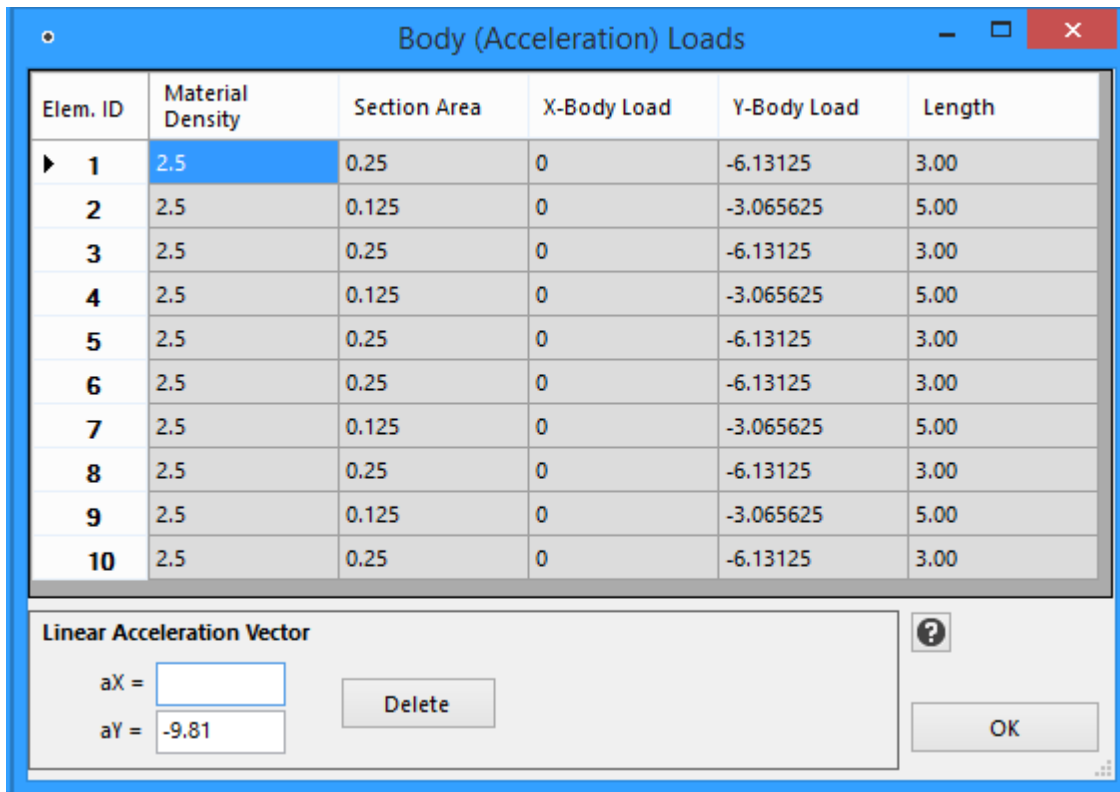 Body (Acceleration) Loads
Elem. ID Material Density Section Area X-Body Load Y-Body Load Length
1 2.5 0.25 0 -6.13125 3.00
2 2.5 0.125 0 -3.065625 5.00
3 2.5 0.25 0 -6.13125 3.00
4 2.5 0.125 0 -3.065625 5.00
5 2.5 0.25 0 -6.13125 3.00
6 2.5 0.25 0 -6.13125 3.00
7 2.5 0.125 0 -3.065625 5.00
8 2.5 0.25 0 -6.13125 3.00
9 2.5 0.125 0 -3.065625 5.00
10 2.5 0.25 0 -6.13125 3.00
Linear Acceleration Vector
aX =
aY = -9.81
Delete
?
OK